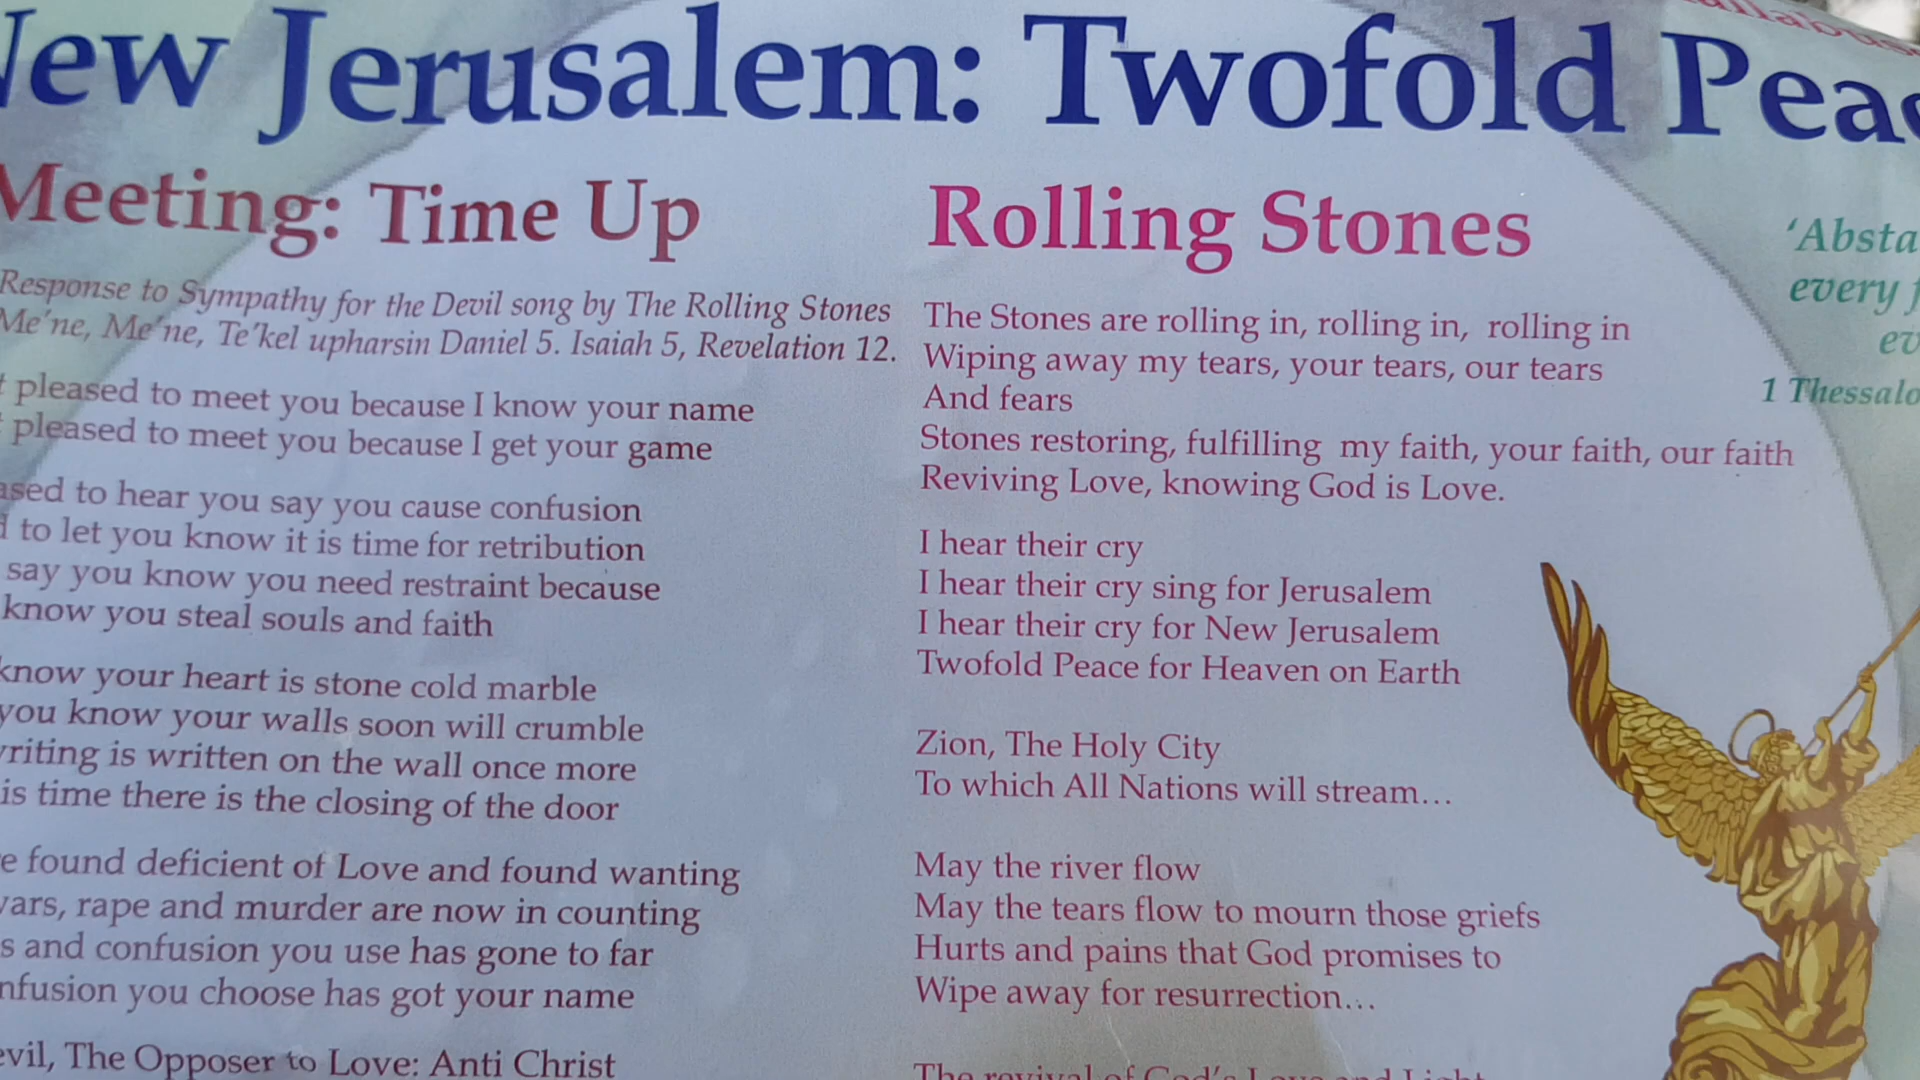 New Jerusalem: Twofold
Meeting: Time Up
Response to Sympathy for the Devil song by The Rolling Stones
Me'ne, Me'ne, Te'kel upharsin Daniel 5. Isaiah 5, Revelation 12.
pleased to meet you because I know your name
pleased to meet you because I get your game
to hear you say you cause confusion
to let you know it is time for retribution
say you know you need restraint because
know you steal souls and faith
know your heart is stone cold marble
you know your walls soon will crumble
writing is written on the wall once more
is time there is the closing of the door
found deficient of Love and found wanting
rape and murder are now in counting
and confusion you use has gone to far
you choose has got your name
The Opposer to Love: Anti Christ
Rolling Stones
The Stones are rolling in, rolling in, rolling in
Wiping away my tears, your tears, our tears
And fears
Stones restoring, fulfilling my faith, your faith, our faith
Reviving Love, knowing God is Love.
I hear their cry
I hear their cry sing for Jerusalem
I hear their cry for New Jerusalem
Twofold Peace for Heaven on Earth
Zion, The Holy City
To which All Nations will stream...
May the river flow
May the tears flow to mourn those griefs
Hurts and pains that God promises to
Wipe away for resurrection...
The revival of God's Love and Light
every
1